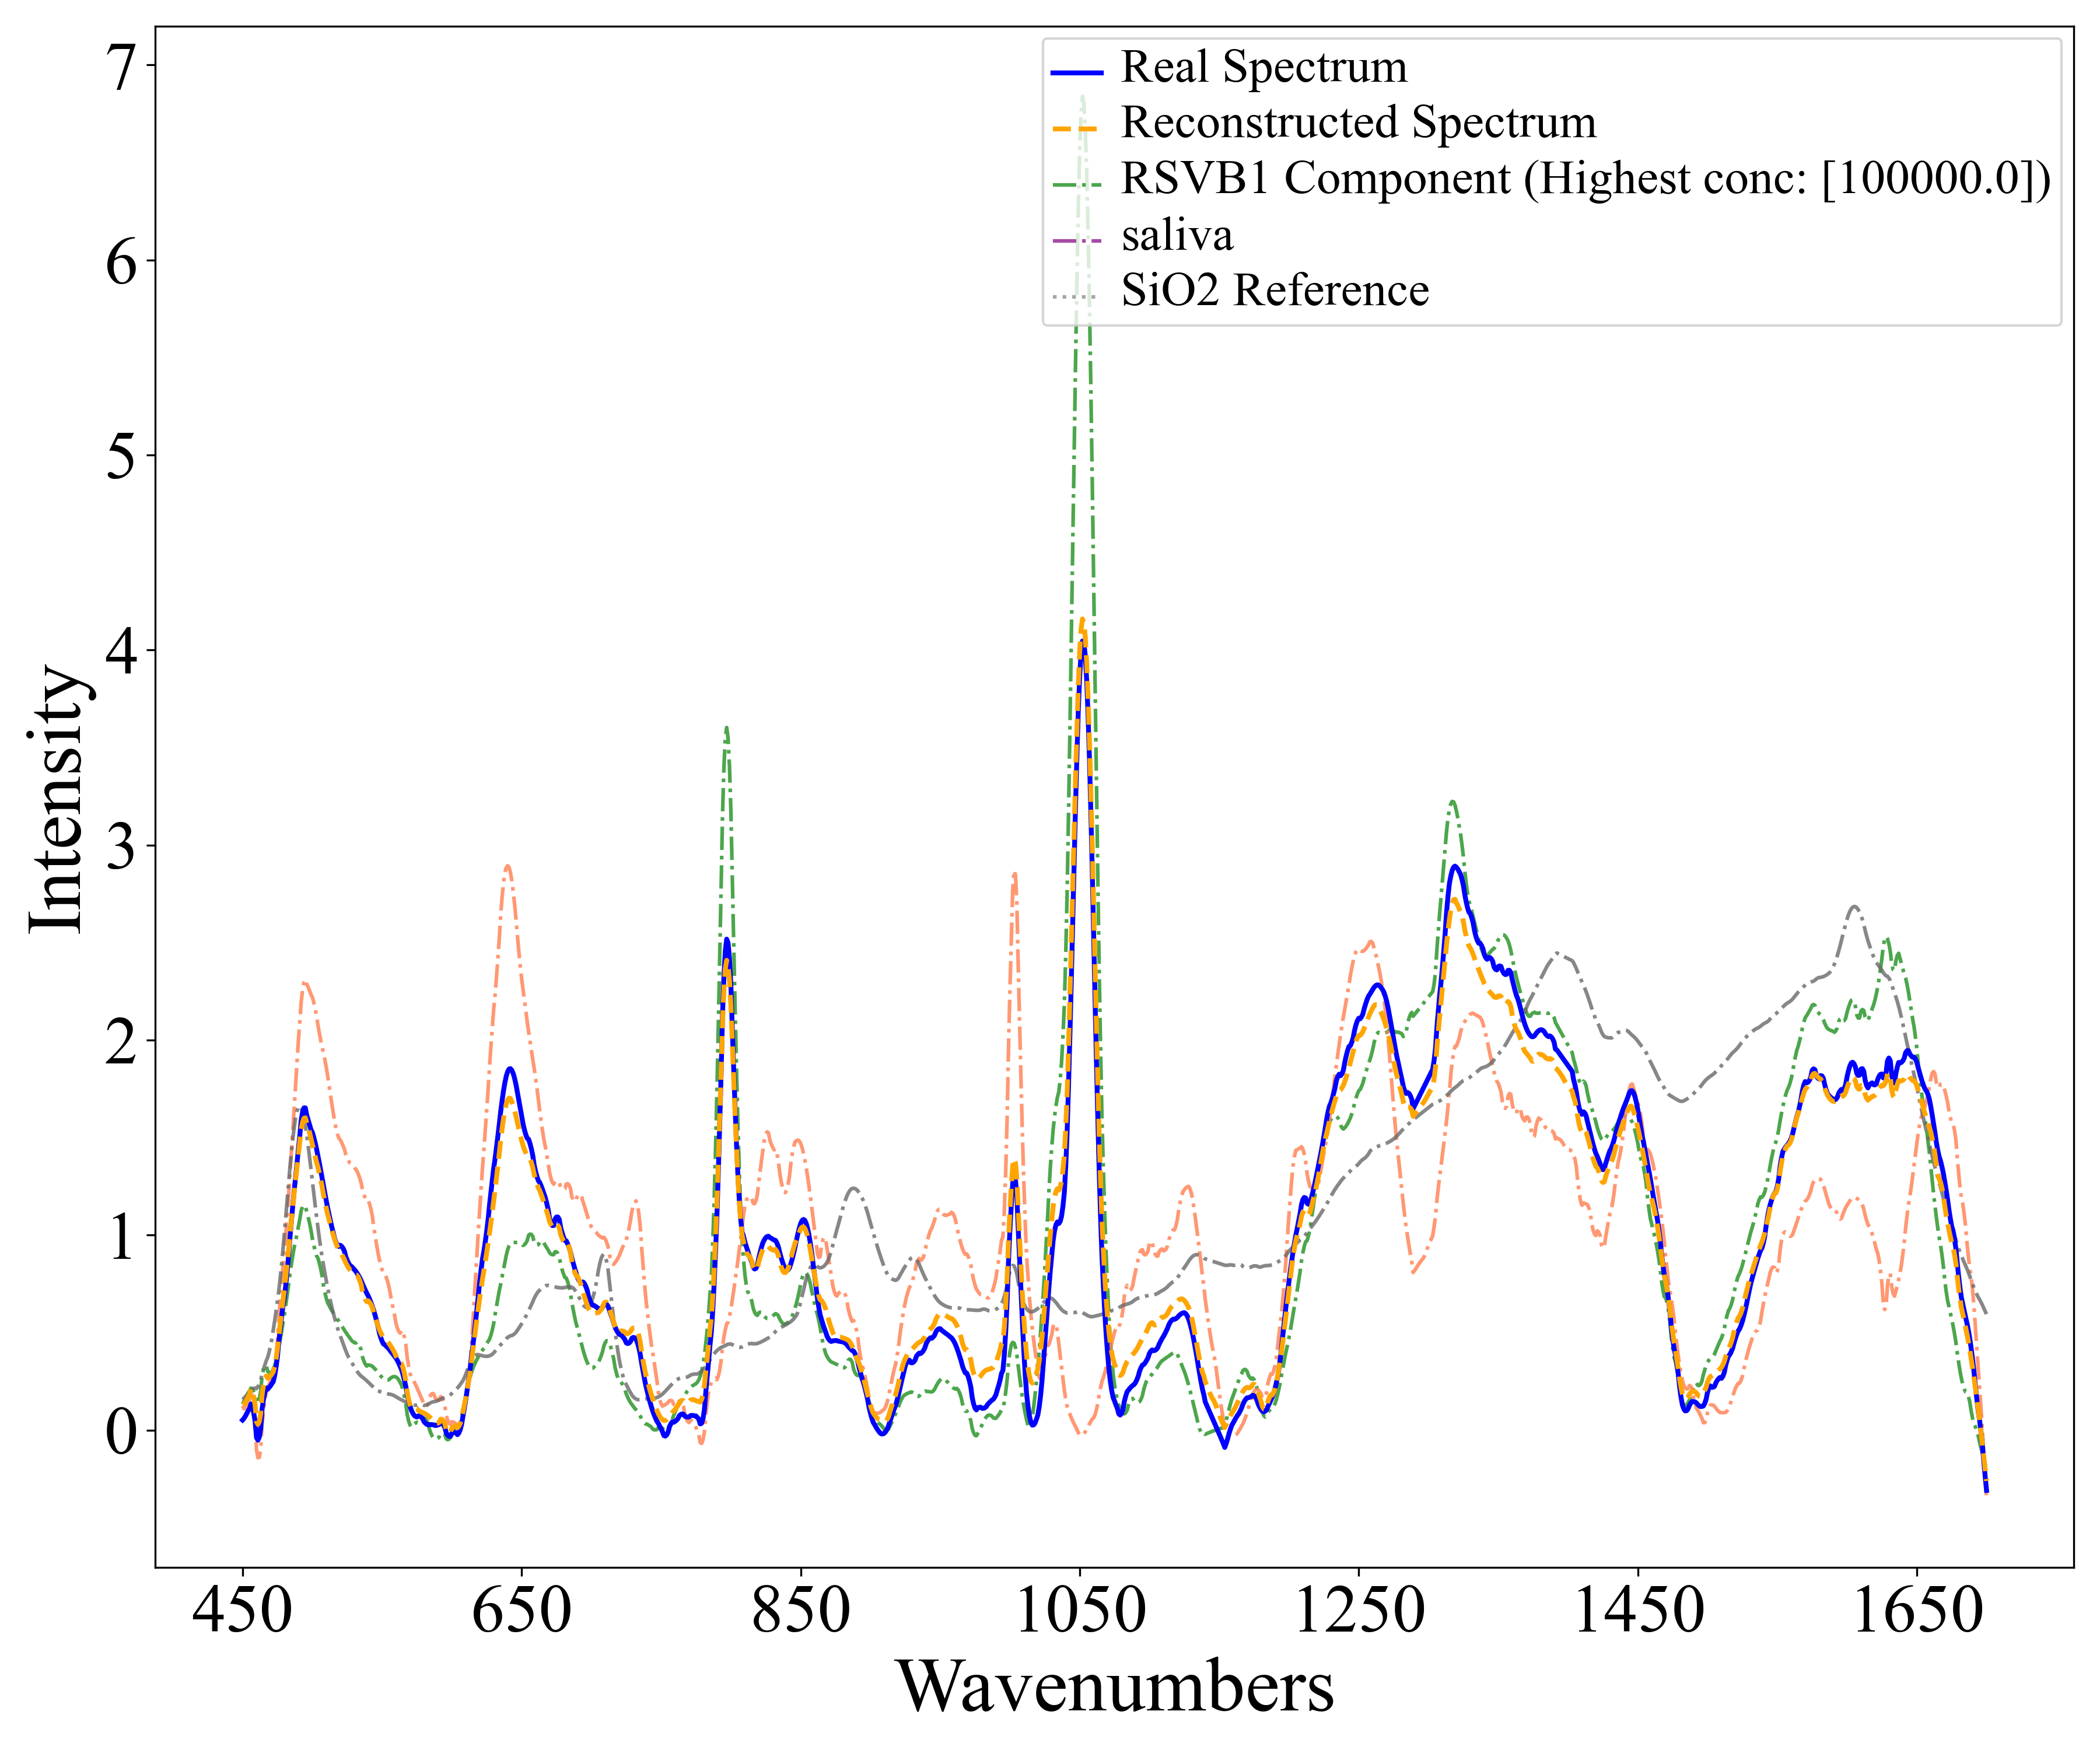 7
6
5
4
3
2
1
0
Intensity
Real Spectrum
Reconstructed Spectrum
RSVB1 Component (Highest conc: [100000.0])
saliva
SiO2 Reference
450 650 850 1050 1250 1450 1650
Wavenumbers